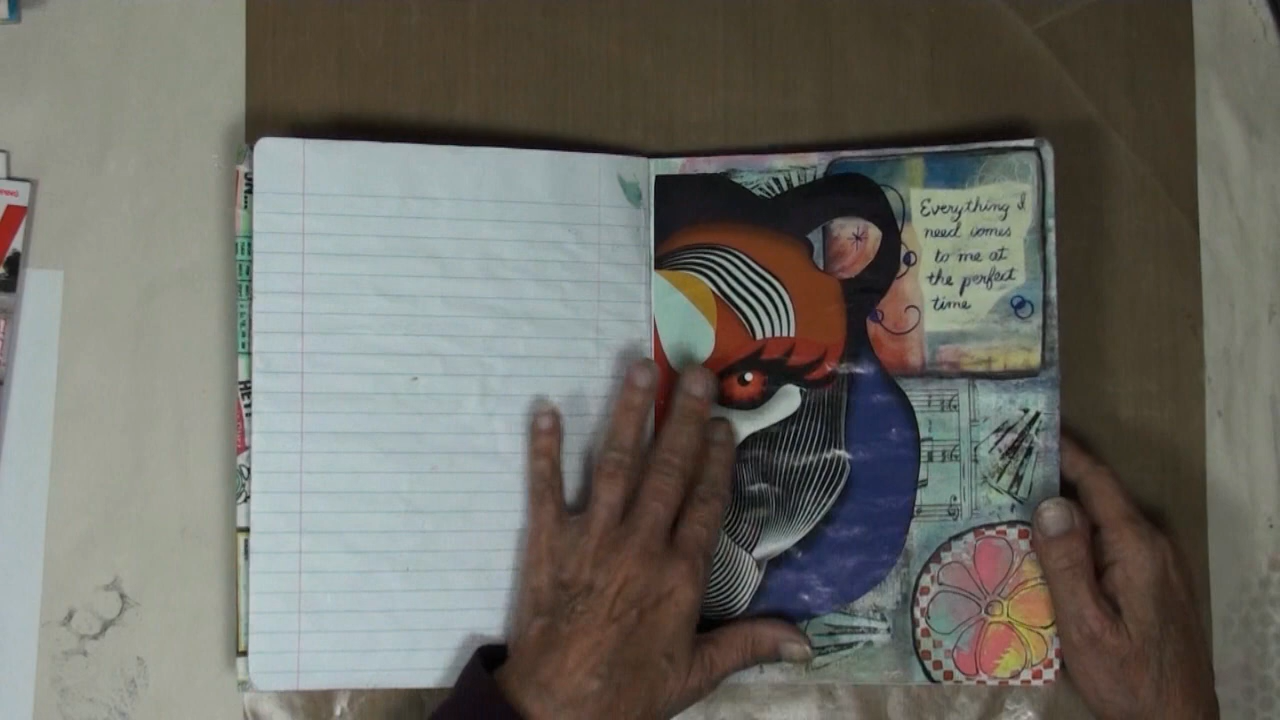 Everything I
need comes
to me at
the perfect
time